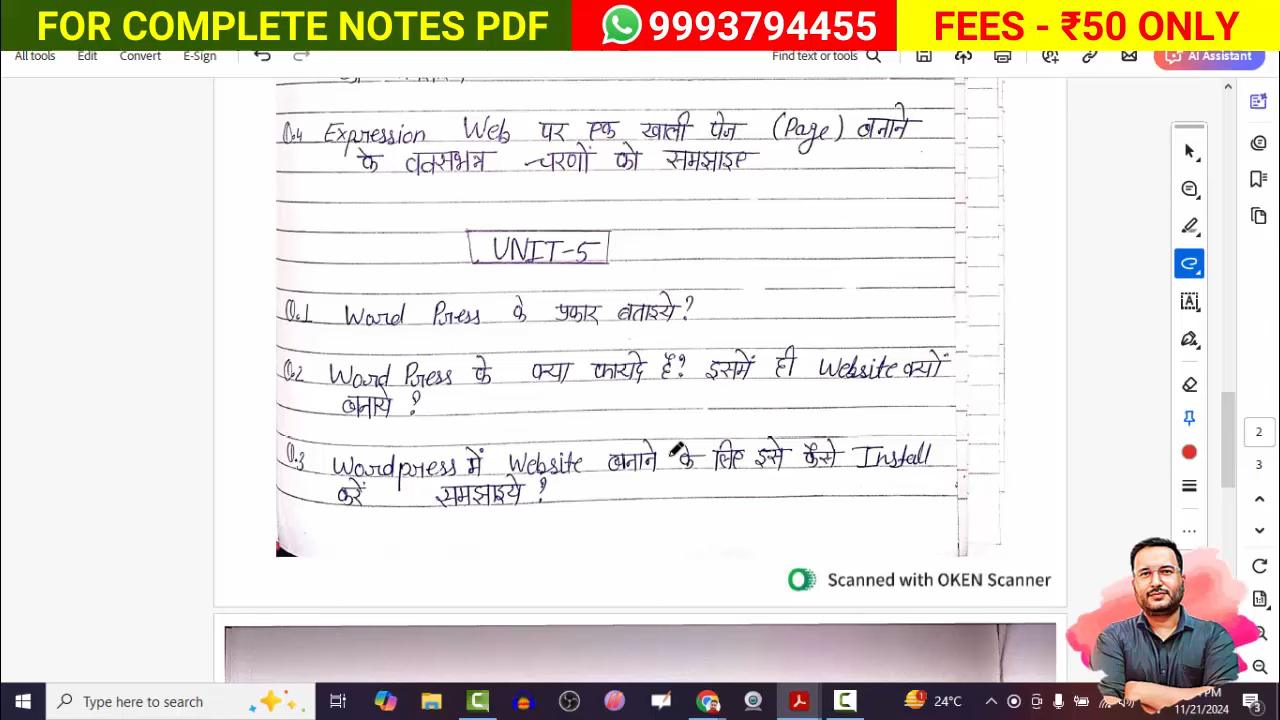 FOR COMPLETE NOTES PDF
9993794455
FEES - ₹50 ONLY
All tools Edit Convert E-Sign
Find text or tools
AI Assistant
Q.4 Expression Web पर एक खाली पेज (Page) बनाने
के चरणों को समझाइए
UNIT-5
Q.1 Word Press के प्रकार बताइये?
Q.2 Word Press के क्या फायदे हैं? इसमें ही Website क्यों
बनाये?
Q.3 Wordpress में Website बनाने के लिए इसे कैसे Install
करें समझाइये?
Scanned with OKEN Scanner
2
3
Type here to search
24°C
PM
11/21/2024